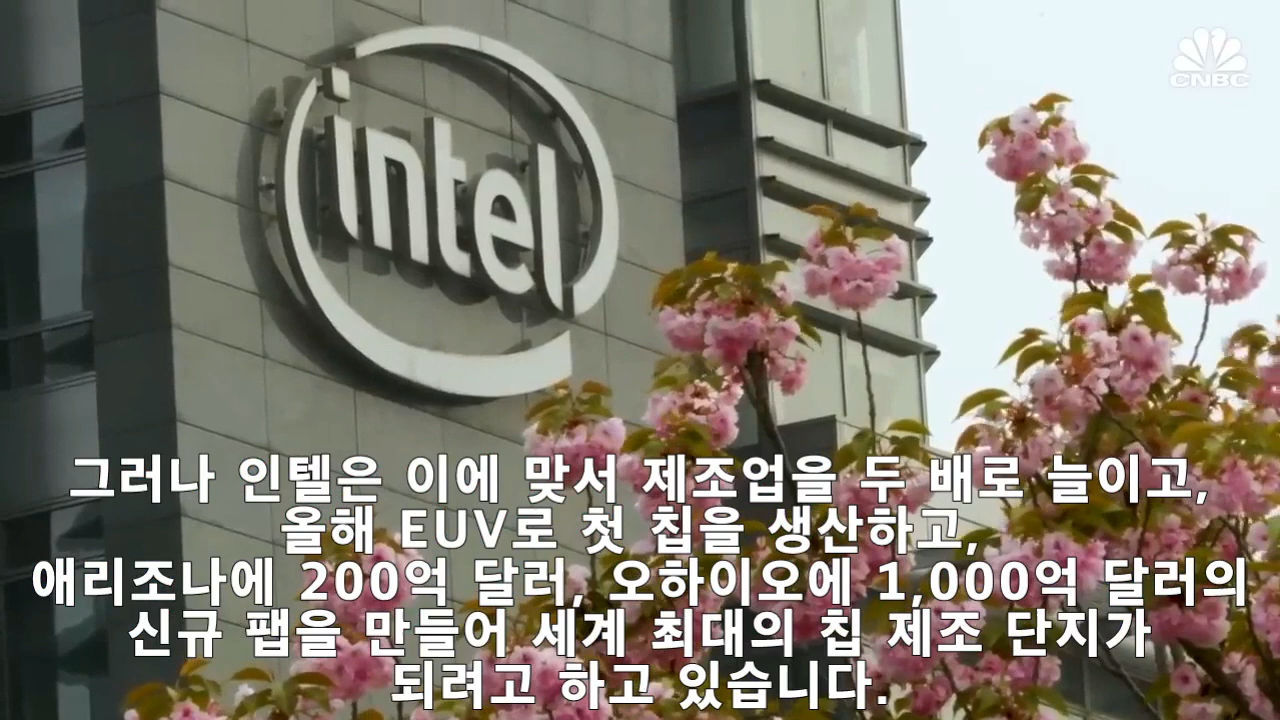 CNBC
intel
그러나 인텔은 이에 맞서 제조업을 두 배로 늘이고,
올해 EUV로 첫 칩을 생산하고,
애리조나에 200억 달러, 오하이오에 1,000억 달러의
신규 팹을 만들어 세계 최대의 칩 제조 단지가
되려고 하고 있습니다.